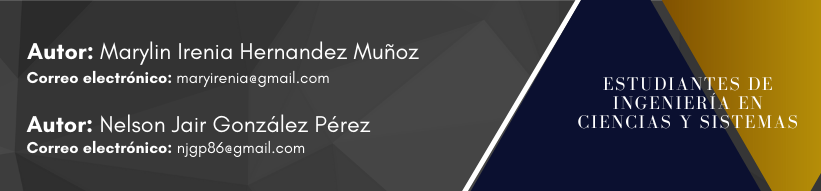 Autor: Marylin Irenia Hernandez Muñoz
Correo electrónico: maryirenia@gmail.com
Autor: Nelson Jair González Pérez
Correo electrónico: njgp86@gmail.com
ESTUDIANTES DE
INGENIERÍA EN
CIENCIAS Y SISTEMAS